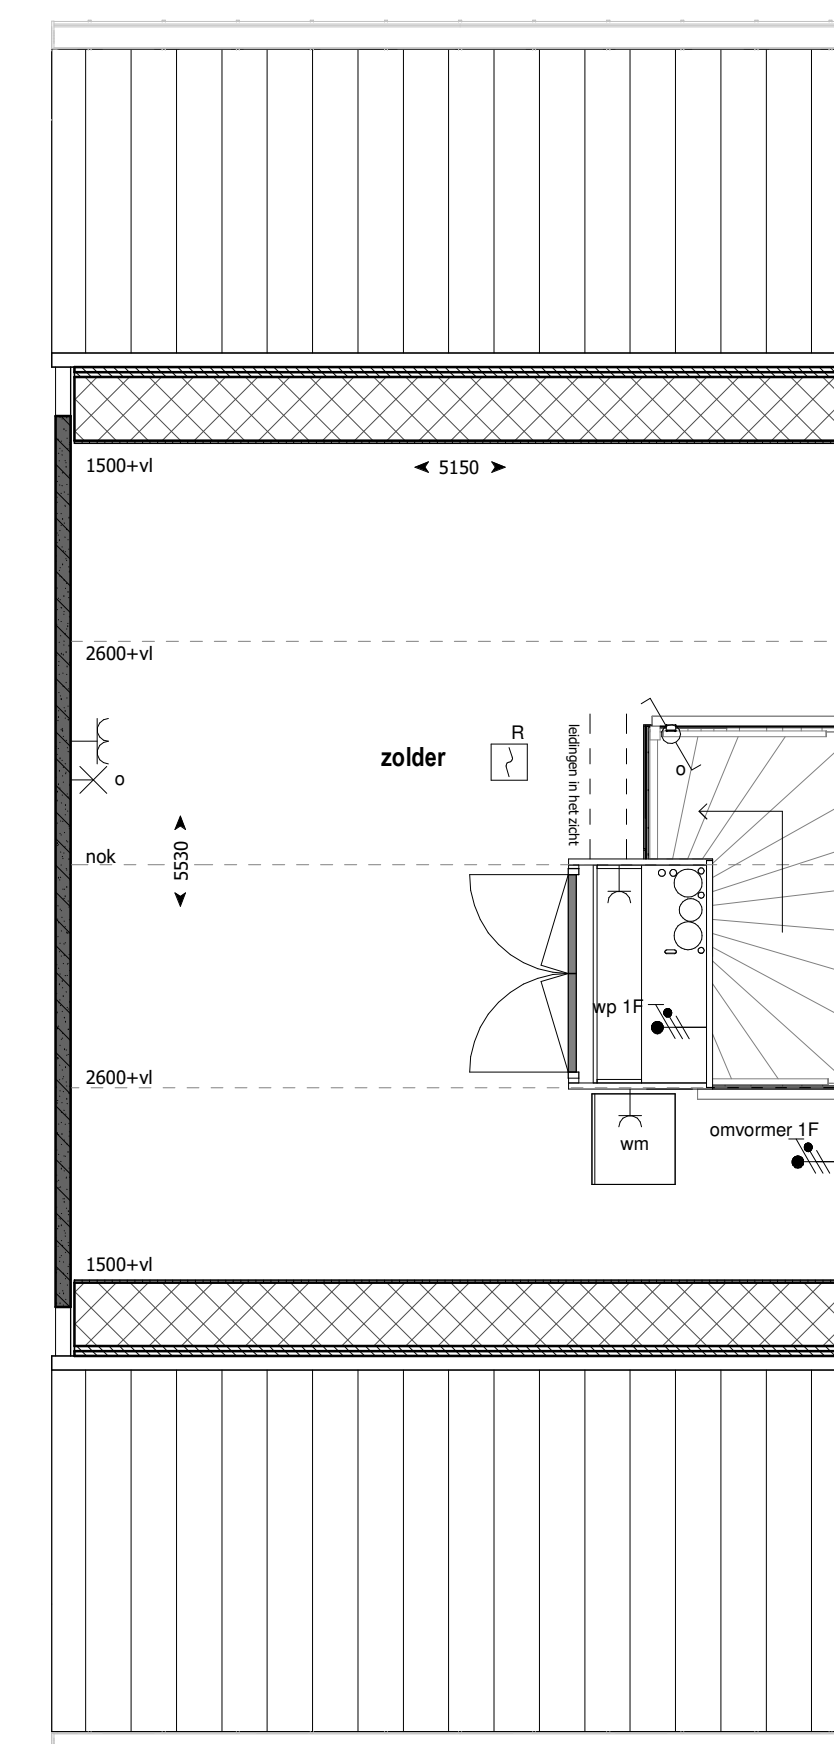 1500+vl
5150
2600+vl
R
zolder
leidingen in het zicht
o
o
nok
5530
wp 1F
2600+vl
omvormer 1F
wm
1500+vl